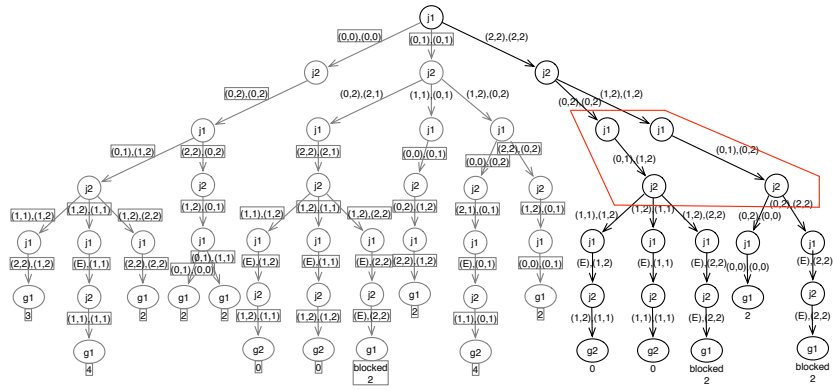 j1
(0,0),(0,0) (0,1),(0,1) (2,2),(2,2)
j2 j2 j2
(0,2),(0,2) (0,2),(2,1) (1,1),(0,1) (1,2),(0,2) (0,2),(0,2) (1,2),(1,2)
j1 j1 j1 j1 j1 j1
(0,1),(1,2) (2,2),(0,2) (2,2),(2,1) (0,0),(0,1) (0,0),(0,2) (2,2),(0,2) (0,1),(1,2) (0,1),(0,2)
j2 j2 j2 j2 j2 j2 j2 j2
(1,1),(1,2) (1,2),(1,1) (1,2),(2,2) (1,2),(0,1) (1,1),(1,2) (1,2),(1,1) (1,2),(2,2) (0,2),(1,2) (2,1),(0,1) (1,2),(0,1) (1,1),(1,2) (1,2),(1,1) (1,2),(2,2) (0,2),(0,0) (0,2),(2,2)
j1 j1 j1 j1 j1 j1 j1 j1 j1 j1 j1 j1 j1 j1 j1
(2,2),(1,2) (E),(1,1) (2,2),(2,2) (0,1),(0,0) (0,1),(1,1) (E),(1,2) (E),(1,1) (E),(2,2) (2,2),(1,2) (0,0),(0,1) (0,0),(0,1) (E),(1,2) (E),(1,1) (E),(2,2) (0,0),(0,0) (E),(2,2)
g1 j2 g1 g1 g1 j2 j2 j2 g1 j2 g1 j2 j2 j2 g1 j2
3 2 2 2 2 2 2
(1,1),(1,1) (1,2),(1,1) (1,2),(1,1) (E),(2,2) (1,1),(0,1) (1,2),(1,1) (1,1),(1,1) (E),(2,2) (E),(2,2)
g1 g2 g2 g1 g1 g2 g2 g1 g1
4 0 0 blocked 4 0 0 blocked blocked
2 2 2